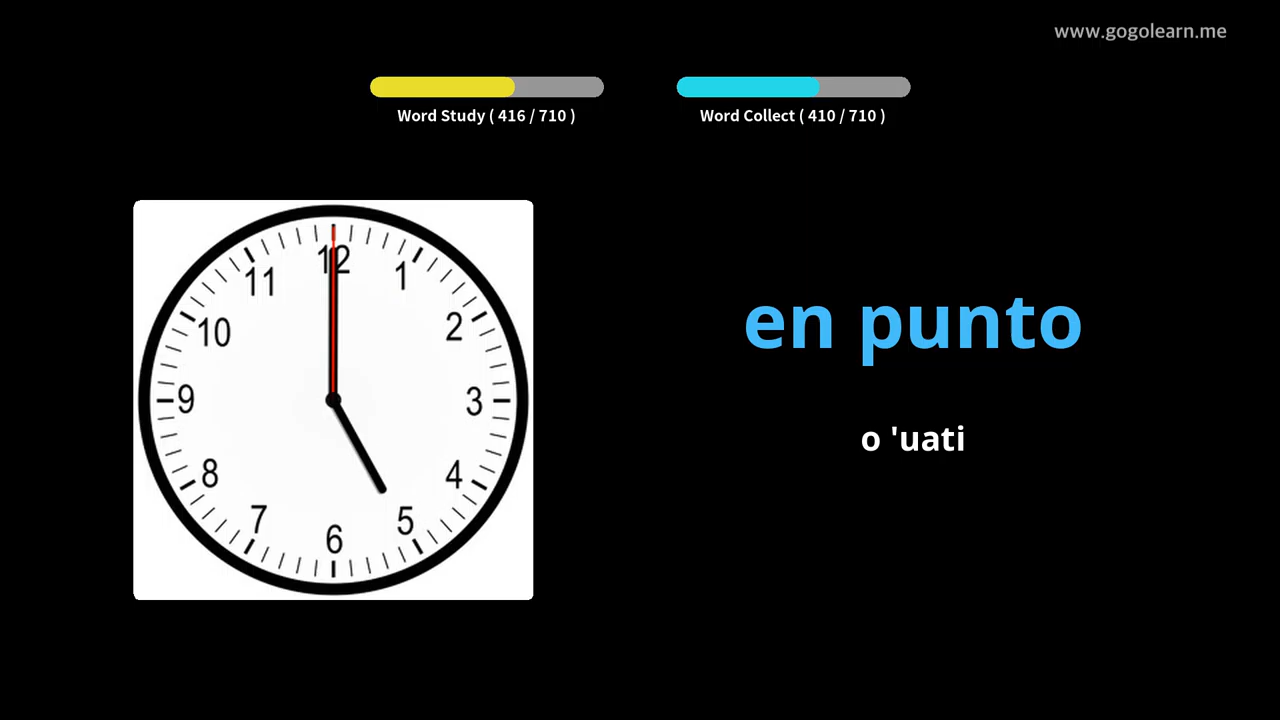 www.gogolearn.me
Word Study ( 416 / 710 )
Word Collect ( 410 / 710 )
12
11
1
10
2
9
3
8
4
7
5
6
en punto
o 'uati